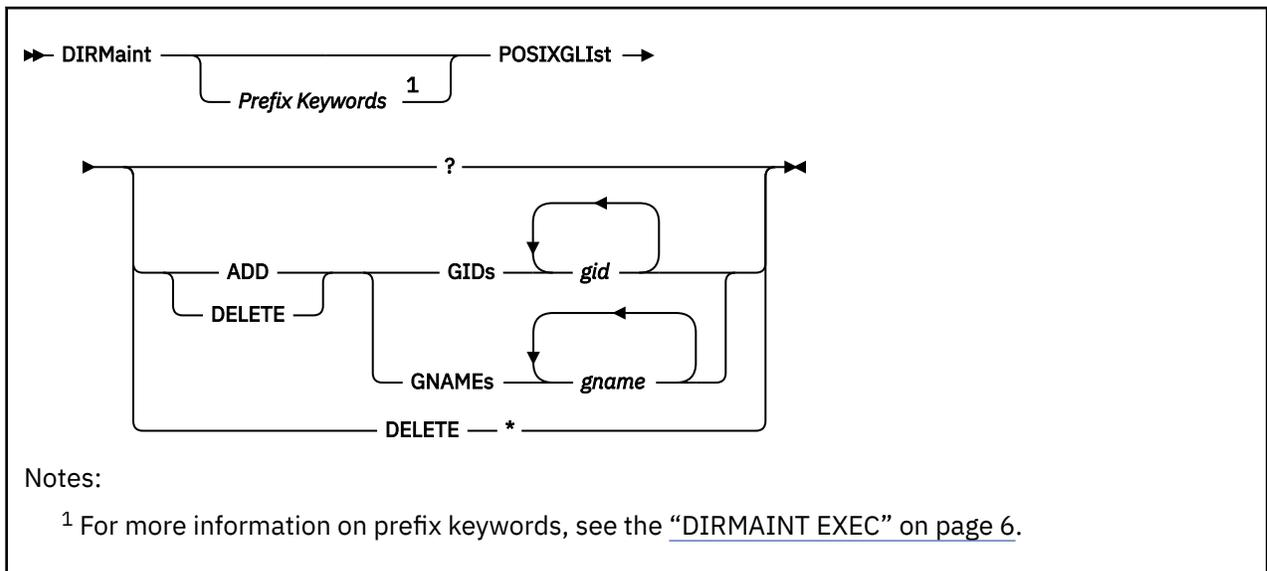 DIRMaint POSIXGLIst
Prefix Keywords 1
?
ADD GIDs gid
DELETE
GNAMEs gname
DELETE *
Notes:
1 For more information on prefix keywords, see the “DIRMAINT EXEC” on page 6.